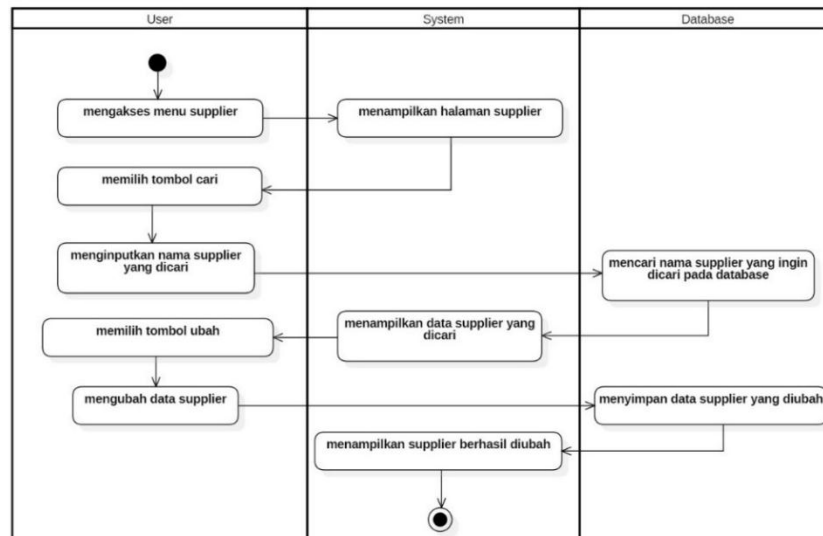 User
System
Database
mengakses menu supplier
menampilkan halaman supplier
memilih tombol cari
menginputkan nama supplier
yang dicari
mencari nama supplier yang ingin
dicari pada database
menampilkan data supplier yang
dicari
memilih tombol ubah
mengubah data supplier
menyimpan data supplier yang diubah
menampilkan supplier berhasil diubah